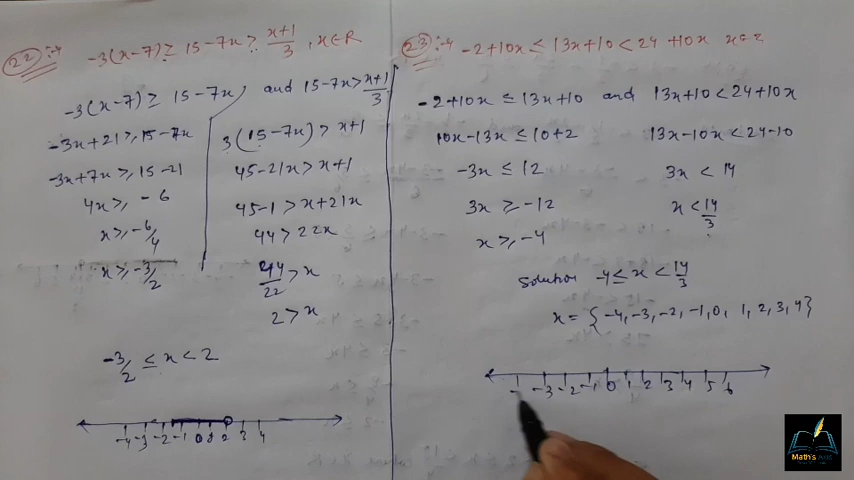 22 :→ -3(x-7) ≥ 15-7x > x+1/3 , x∈R
-3(x-7) ≥ 15-7x and 15-7x > x+1/3
-3x+21 ≥ 15-7x
-3x+7x ≥ 15-21
4x ≥ -6
x ≥ -6/4
x ≥ -3/2
3(15-7x) > x+1
45-21x > x+1
45-1 > x+21x
44 > 22x
44/22 > x
2 > x
-3/2 ≤ x < 2
-4 -3 -2 -1 0 1 2 3 4
23 :→ -2+10x ≤ 13x+10 < 24+10x x∈Z
-2+10x ≤ 13x+10 and 13x+10 < 24+10x
10x-13x ≤ 10+2
-3x ≤ 12
3x ≥ -12
x ≥ -4
13x-10x < 24-10
3x < 14
x < 14/3
Solution -4 ≤ x < 14/3
x = {-4, -3, -2, -1, 0, 1, 2, 3, 4}
- -3 -2 -1 0 1 2 3 4 5 6
Math's Arts